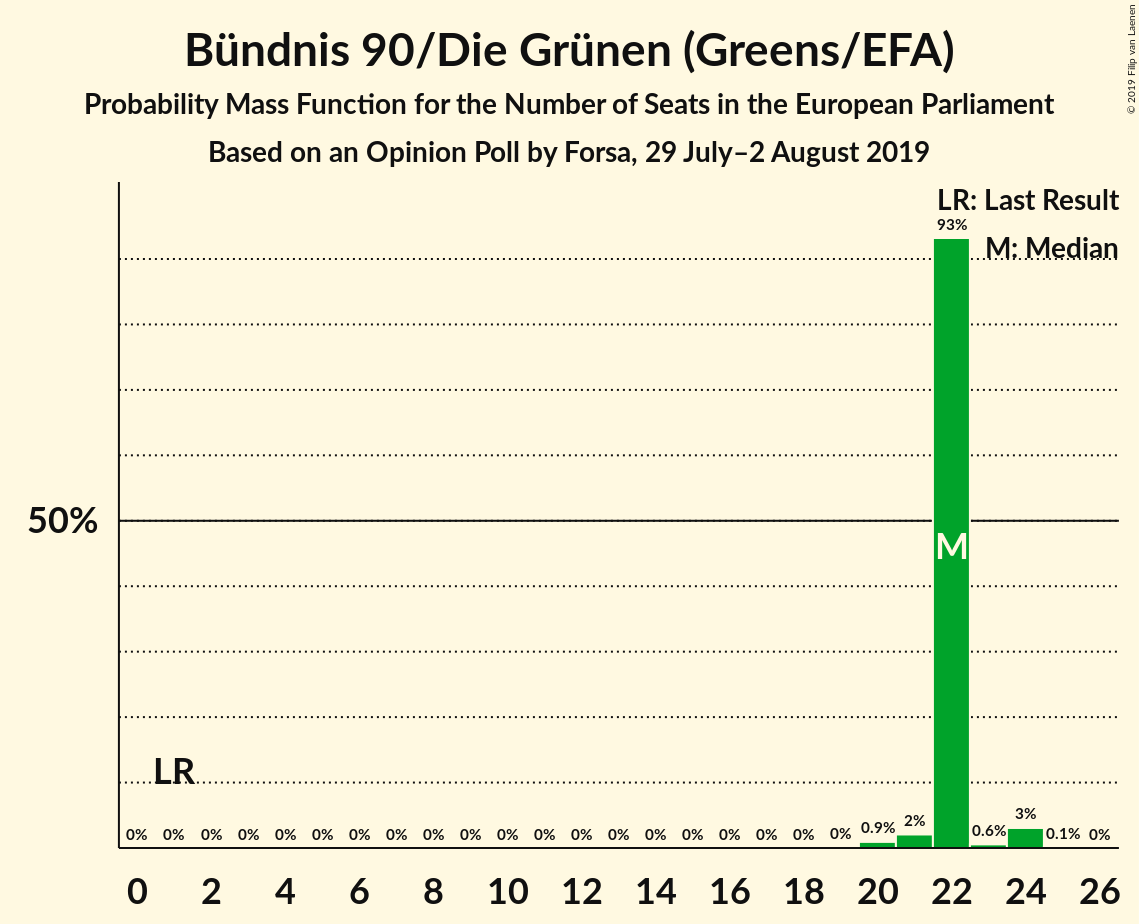 Bündnis 90/Die Grünen (Greens/EFA)
Probability Mass Function for the Number of Seats in the European Parliament
Based on an Opinion Poll by Forsa, 29 July–2 August 2019
© 2019 Filip van Laenen
LR: Last Result
93%
M: Median
50%
M
LR
0% 0% 0% 0% 0% 0% 0% 0% 0% 0% 0% 0% 0% 0% 0% 0% 0% 0% 0% 0% 0.9% 2% 0.6% 3% 0.1% 0%
0 2 4 6 8 10 12 14 16 18 20 22 24 26